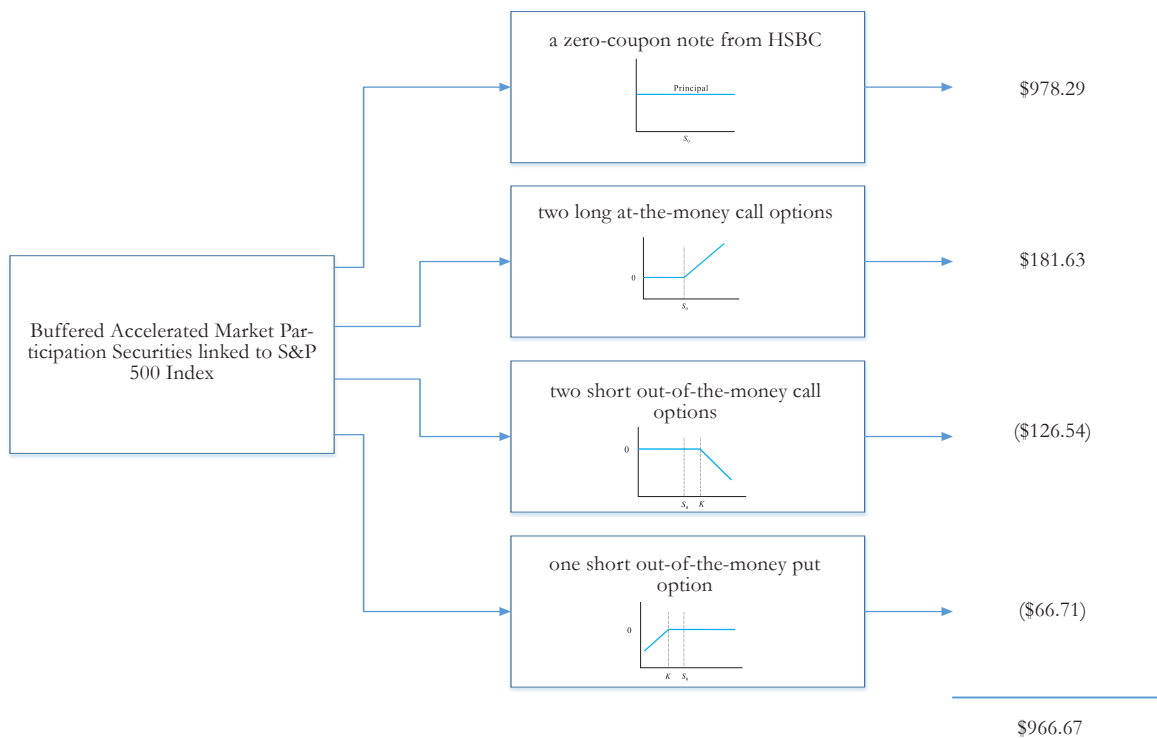 a zero-coupon note from HSBC
Principal
S₀
$978.29
two long at-the-money call options
0
S₀
$181.63
Buffered Accelerated Market Par-
ticipation Securities linked to S&P
500 Index
two short out-of-the-money call
options
0
S₀ K
($126.54)
one short out-of-the-money put
option
0
K S₀
($66.71)
$966.67